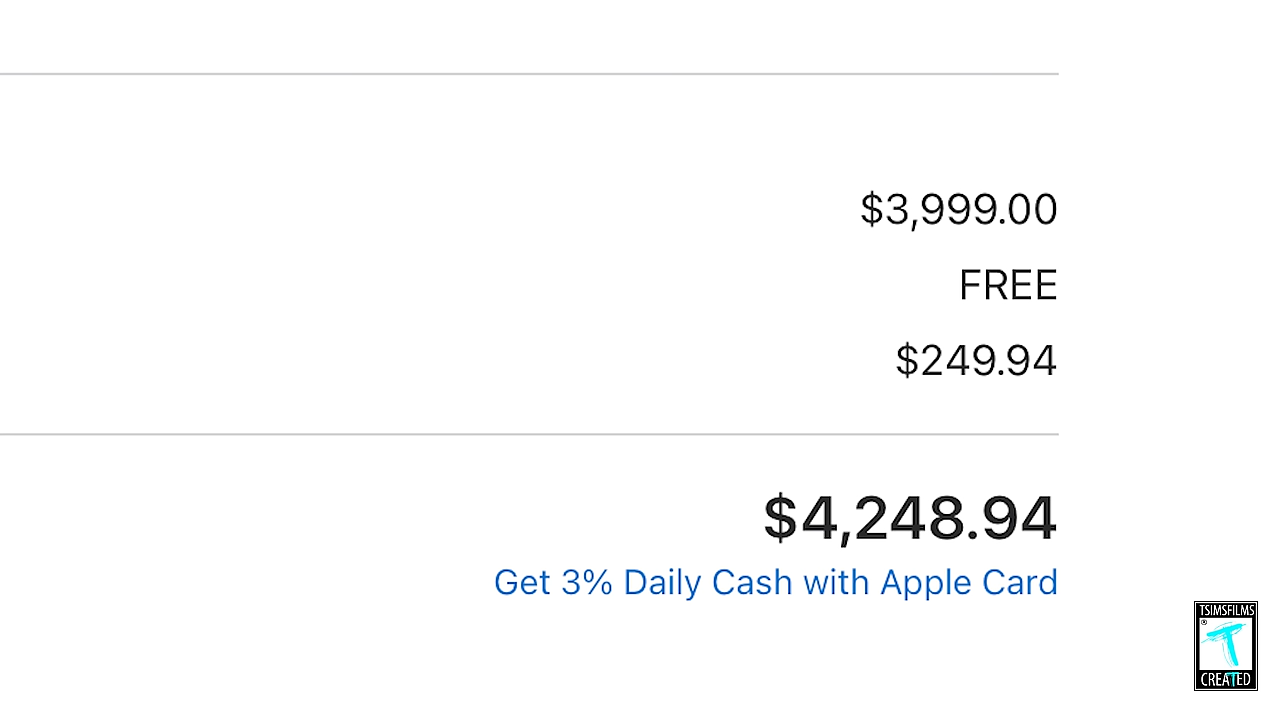 $3,999.00
FREE
$249.94
$4,248.94
Get 3% Daily Cash with Apple Card
TSIMSFILMS
®
T
CREATED